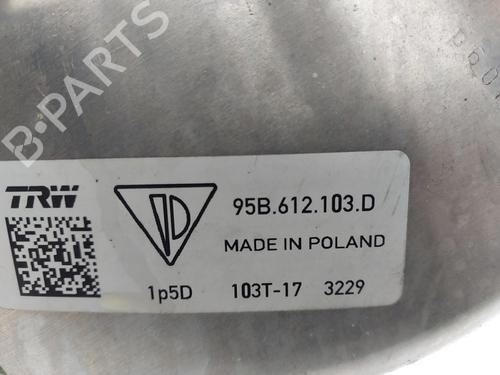 B-PARTS
TRW
95B.612.103.D
MADE IN POLAND
1p5D 103T-17 3229